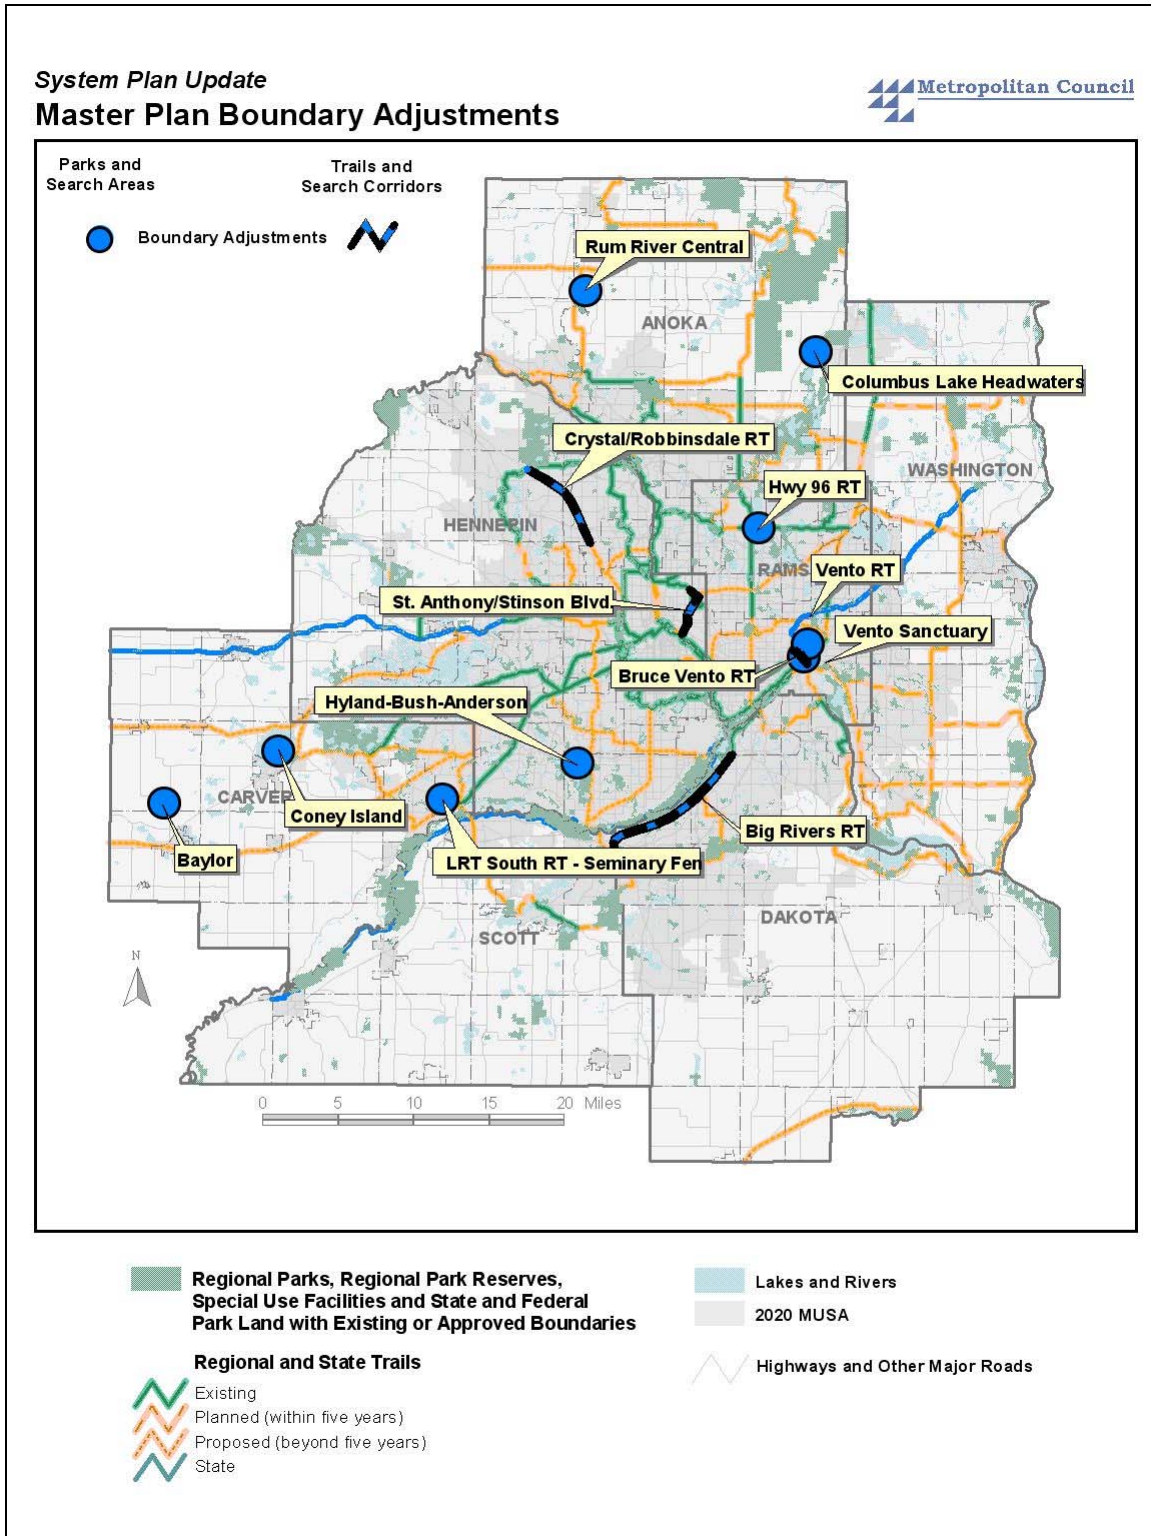 System Plan Update
Master Plan Boundary Adjustments
Metropolitan Council
Parks and
Search Areas
Trails and
Search Corridors
Boundary Adjustments
Rum River Central
ANOKA
Columbus Lake Headwaters
Crystal/Robbinsdale RT
WASHINGTON
Hwy 96 RT
HENNEPIN
RAMS
Vento RT
St. Anthony/Stinson Blvd.
Vento Sanctuary
Bruce Vento RT
Hyland-Bush-Anderson
CARVER
Coney Island
Big Rivers RT
Baylor
LRT South RT - Seminary Fen
DAKOTA
SCOTT
N
0 5 10 15 20 Miles
Regional Parks, Regional Park Reserves,
Special Use Facilities and State and Federal
Park Land with Existing or Approved Boundaries
Lakes and Rivers
2020 MUSA
Regional and State Trails
Highways and Other Major Roads
Existing
Planned (within five years)
Proposed (beyond five years)
State